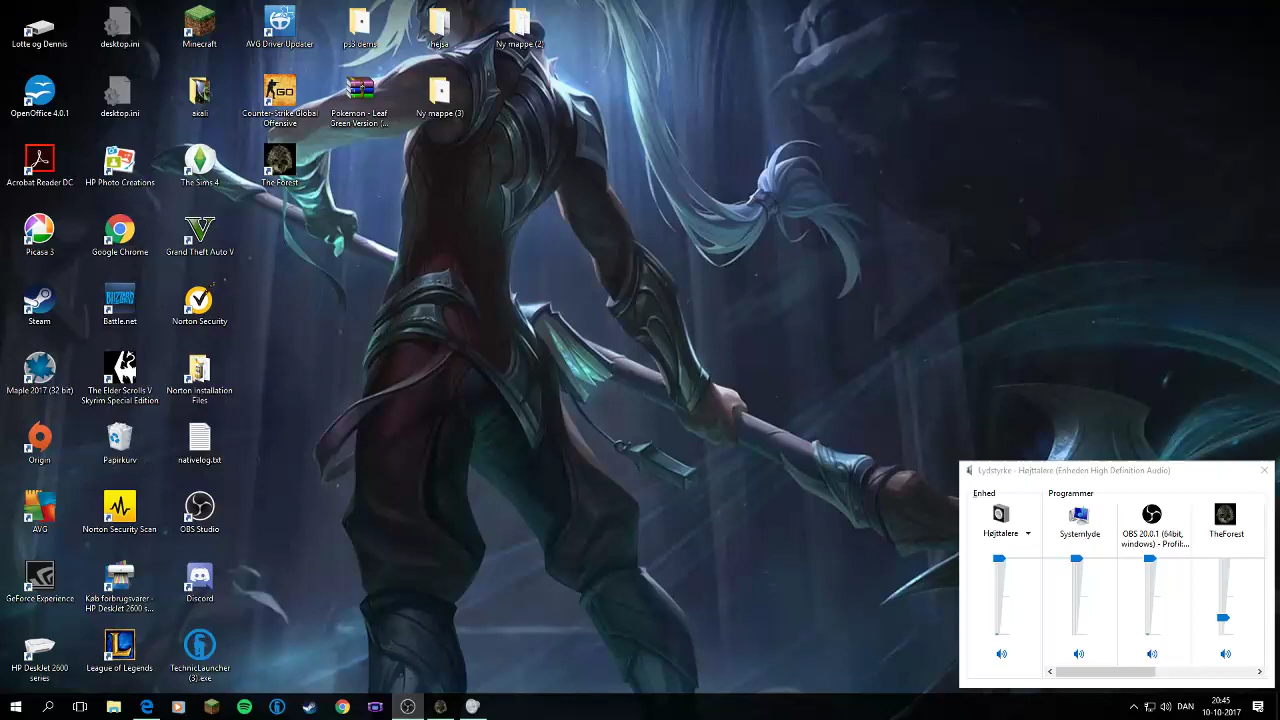 Lotte og Dennis
desktop.ini
Minecraft
AVG Driver Updater
ps3 dems
hejsa
Ny mappe (2)
OpenOffice 4.0.1
desktop.ini
akali
GO
Counter-Strike Global
Offensive
Pokemon - Leaf
Green Version (...
Ny mappe (3)
Acrobat Reader DC
HP Photo Creations
The Sims 4
The Forest
Picasa 3
Google Chrome
Grand Theft Auto V
Steam
BLIZZARD
Battle.net
Norton Security
Maple 2017 (32 bit)
The Elder Scrolls V
Skyrim Special Edition
Norton Installation
Files
Origin
Papirkurv
nativelog.txt
AVG
Norton Security Scan
OBS Studio
GeForce Experience
Køb forbrugsvarer -
HP DeskJet 2600 s...
Discord
HP DeskJet 2600
series
League of Legends
TechnicLauncher
(3).exe
Lydstyrke - Højttalere (Enheden High Definition Audio)
Enhed
Programmer
Højttalere
Systemlyde
OBS 20.0.1 (64bit,
windows) - Profil:...
TheForest
DAN
20:45
10-10-2017